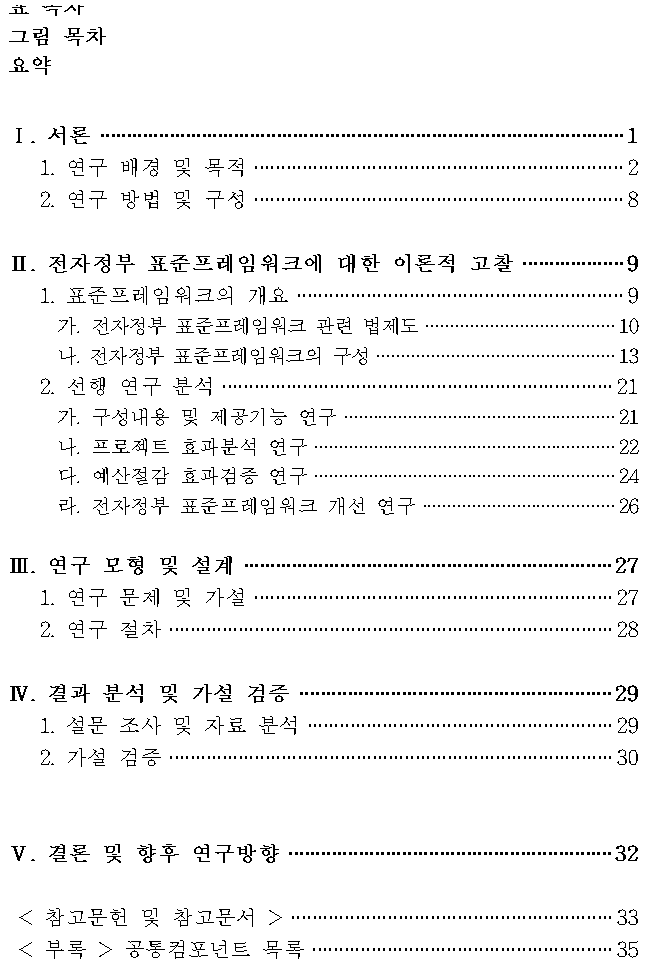 표 목차
그림 목차
요약
Ⅰ. 서론 ························ 1
1. 연구 배경 및 목적 ························ 2
2. 연구 방법 및 구성 ························ 8
Ⅱ. 전자정부 표준프레임워크에 대한 이론적 고찰 ························ 9
1. 표준프레임워크의 개요 ························ 9
가. 전자정부 표준프레임워크 관련 법제도 ························ 10
나. 전자정부 표준프레임워크의 구성 ························ 13
2. 선행 연구 분석 ························ 21
가. 구성내용 및 제공기능 연구 ························ 21
나. 프로젝트 효과분석 연구 ························ 22
다. 예산절감 효과검증 연구 ························ 24
라. 전자정부 표준프레임워크 개선 연구 ························ 26
Ⅲ. 연구 모형 및 설계 ························ 27
1. 연구 문제 및 가설 ························ 27
2. 연구 절차 ························ 28
Ⅳ. 결과 분석 및 가설 검증 ························ 29
1. 설문 조사 및 자료 분석 ························ 29
2. 가설 검증 ························ 30
Ⅴ. 결론 및 향후 연구방향 ························ 32
< 참고문헌 및 참고문서 > ························ 33
< 부록 > 공통컴포넌트 목록 ························ 35